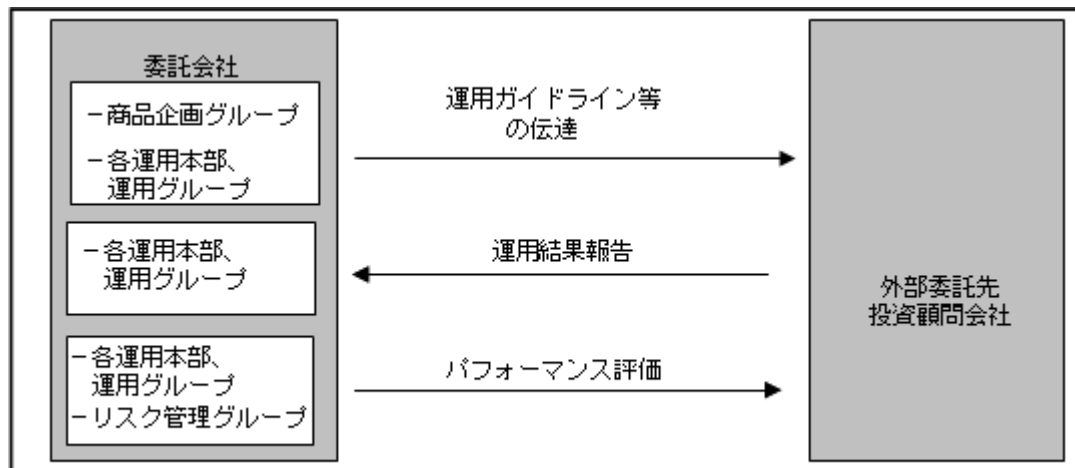 委託会社
－商品企画グループ
－各運用本部、
運用グループ
－各運用本部、
運用グループ
－各運用本部、
運用グループ
－リスク管理グループ
運用ガイドライン等
の伝達
運用結果報告
パフォーマンス評価
外部委託先
投資顧問会社